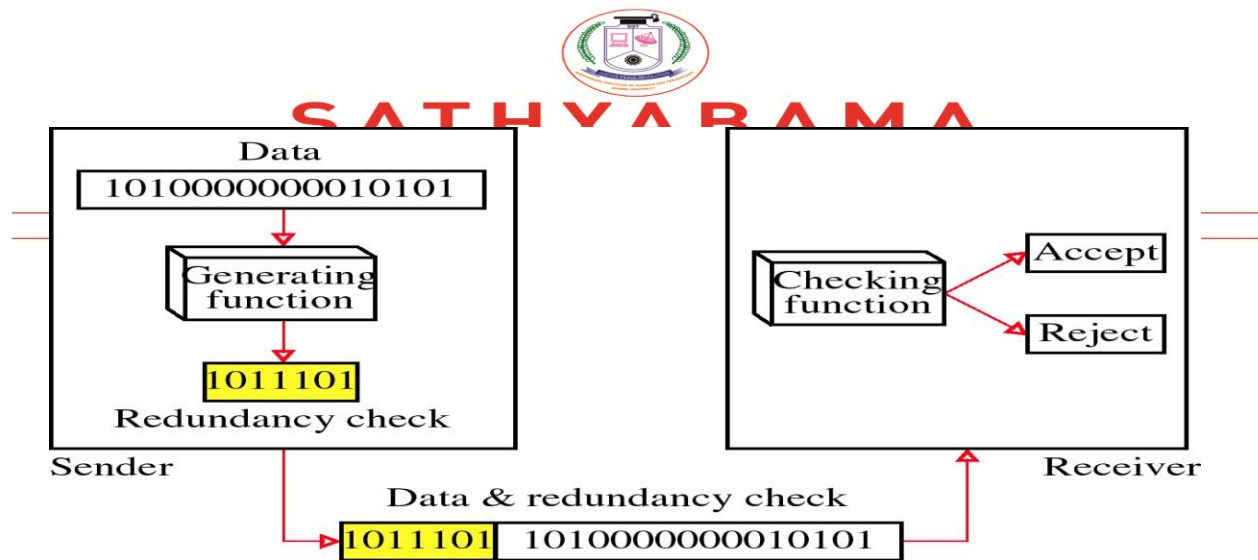 SATHYABAMA
Data
1010000000010101
Generating
function
1011101
Redundancy check
Sender
Checking
function
Accept
Reject
Receiver
Data & redundancy check
1011101 1010000000010101